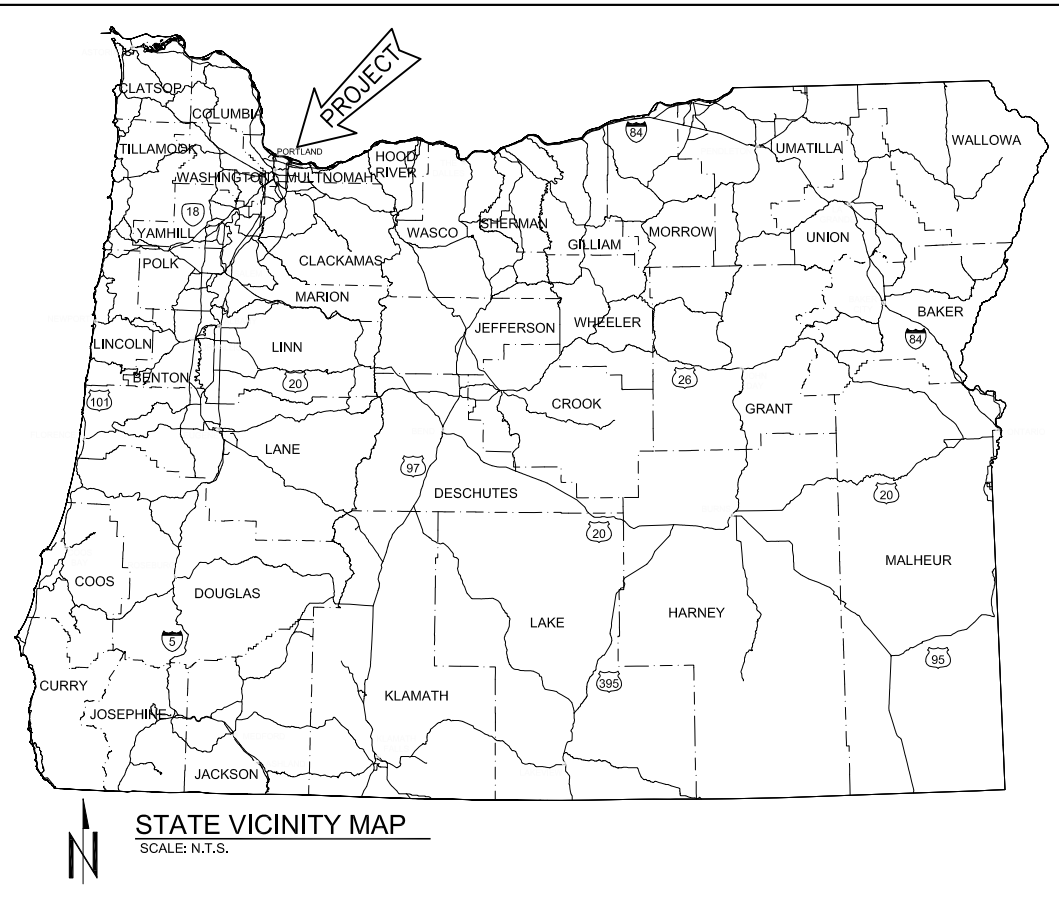 CLATSOP
PROJECT
COLUMBIA
TILLAMOOK
PORTLAND
HOOD
RIVER
84
UMATILLA
WALLOWA
WASHINGTON
MULTNOMAH
18
YAMHILL
WASCO
SHERMAN
GILLIAM
MORROW
UNION
POLK
CLACKAMAS
MARION
BAKER
LINCOLN
LINN
JEFFERSON
WHEELER
84
BENTON
20
26
101
CROOK
GRANT
LANE
97
DESCHUTES
20
20
MALHEUR
COOS
DOUGLAS
LAKE
HARNEY
5
95
CURRY
KLAMATH
395
JOSEPHINE
JACKSON
N
STATE VICINITY MAP
SCALE: N.T.S.